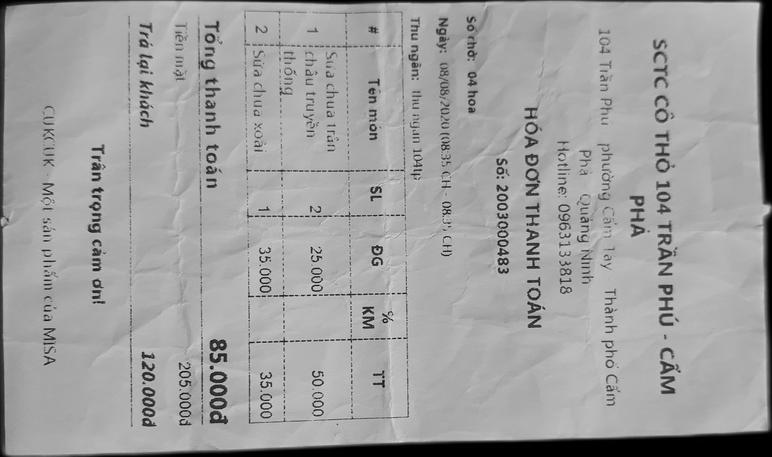 SCTC CÔ THỎ 104 TRẦN PHÚ - CẨM
PHẢ
104 Trần Phú phường Cẩm Tây Thành phố Cẩm
Phả Quảng Ninh
Hotline: 0963133818
HÓA ĐƠN THANH TOÁN
Số: 2003000483
Số chờ: 04 hoa
Ngày: 08/08/2020 (08:35 CH - 08:35 CH)
Thu ngân: thu ngan 104tp
# Tên món SL ĐG % KM TT
1 Sữa chua trân châu truyền thống 2 25.000 50.000
2 Sữa chua xoài 1 35.000 35.000
Tổng thanh toán 85.000đ
Tiền mặt 205.000đ
Trả lại khách 120.000đ
Trân trọng cảm ơn!
CUKCUK - Một sản phẩm của MISA